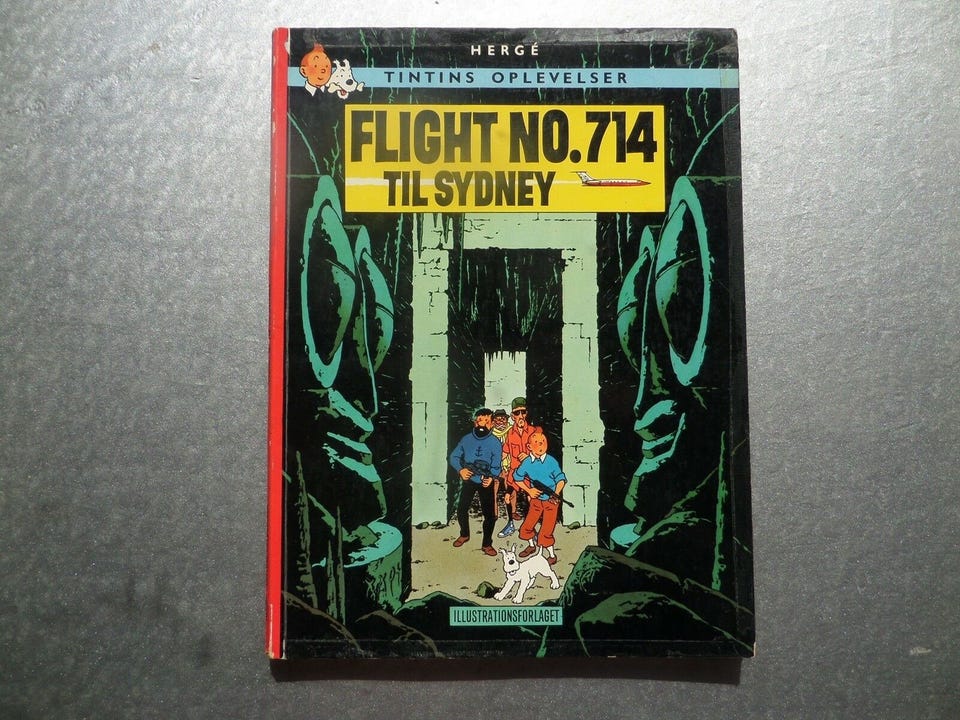 HERGÉ
TINTINS OPLEVELSER
FLIGHT NO.714
TIL SYDNEY
ILLUSTRATIONSFORLAGET